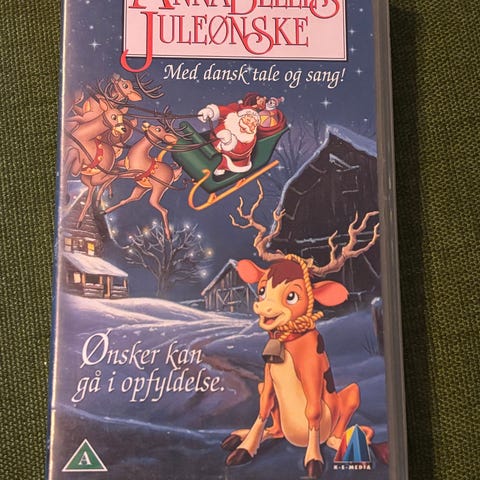 ANNABELLES
JULEØNSKE
Med dansk tale og sang!
Ønsker kan
gå i opfyldelse.
A
K-E-MEDIA